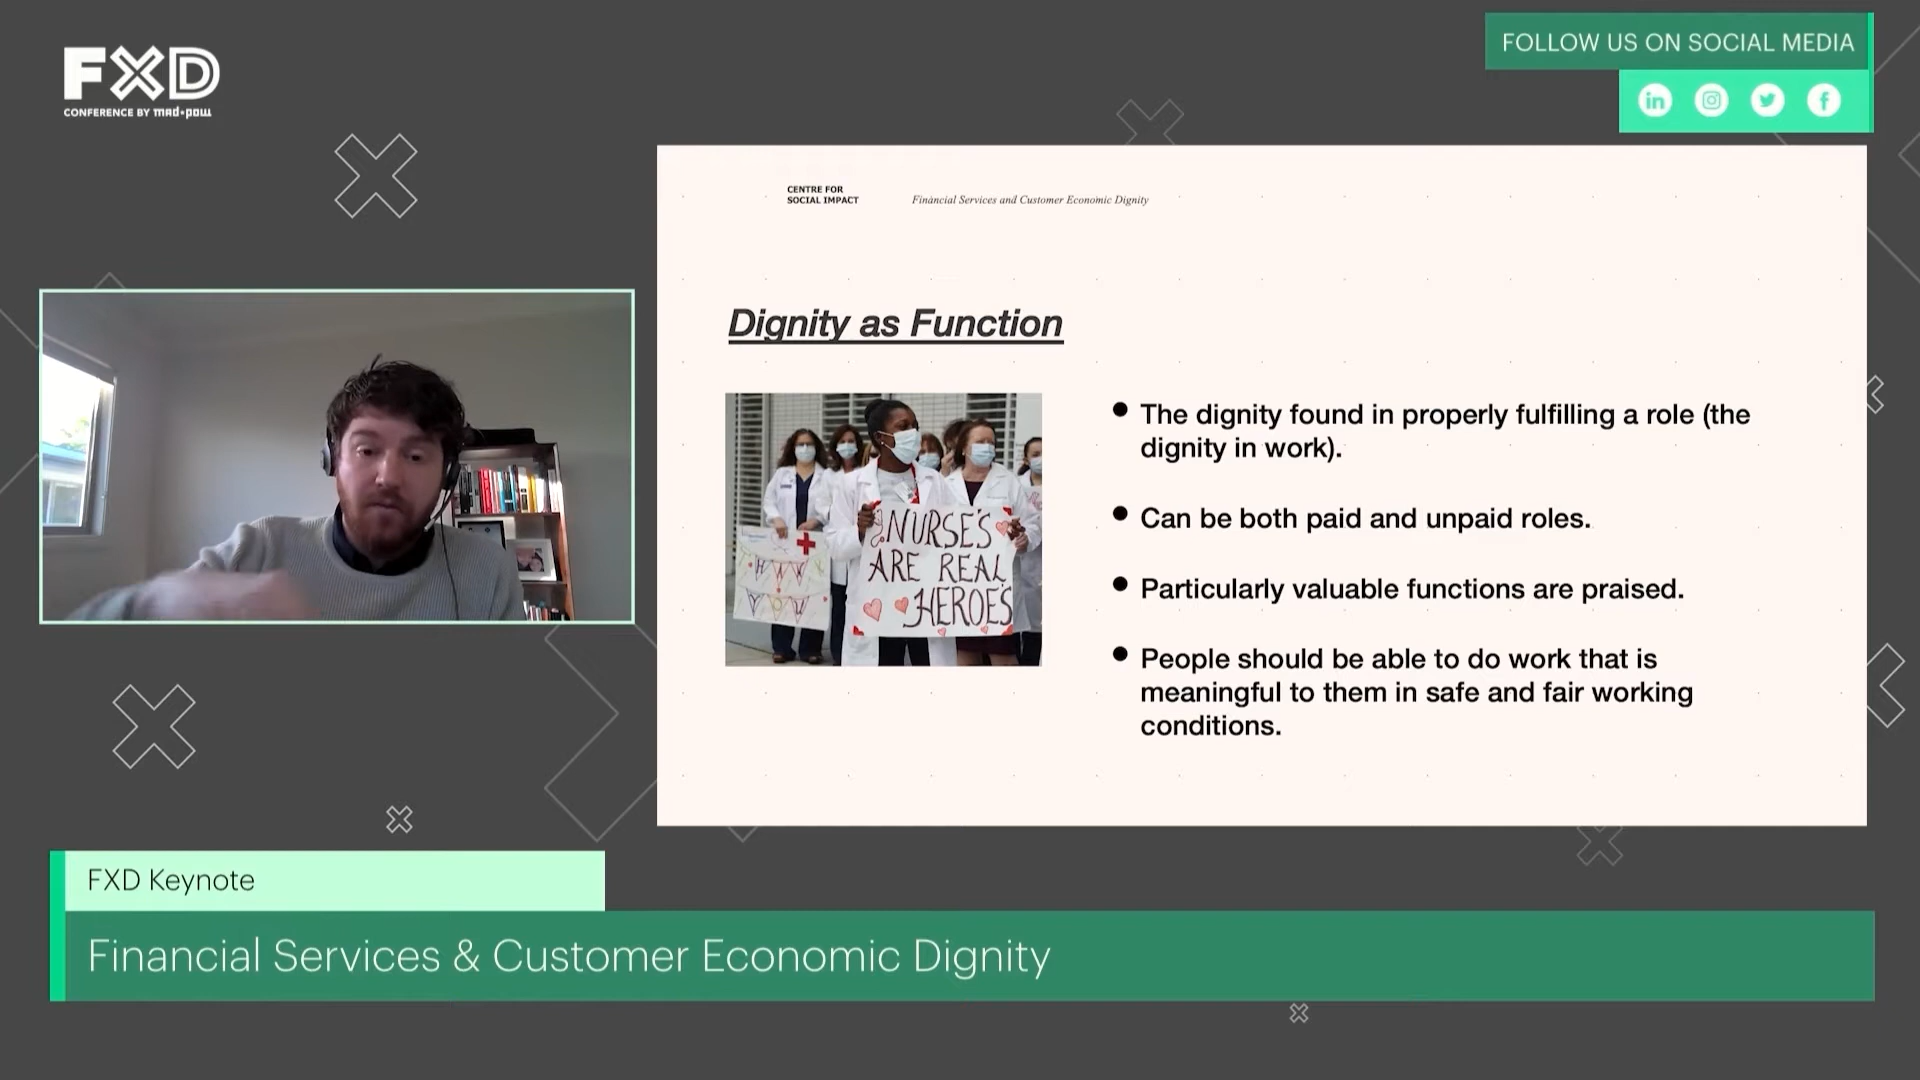 FXD
CONFERENCE BY mad*pow
FOLLOW US ON SOCIAL MEDIA
in
f
CENTRE FOR
SOCIAL IMPACT
Financial Services and Customer Economic Dignity
Dignity as Function
NURSE'S
ARE REAL
HEROES
YOU
• The dignity found in properly fulfilling a role (the
dignity in work).
• Can be both paid and unpaid roles.
• Particularly valuable functions are praised.
• People should be able to do work that is
meaningful to them in safe and fair working
conditions.
FXD Keynote
Financial Services & Customer Economic Dignity